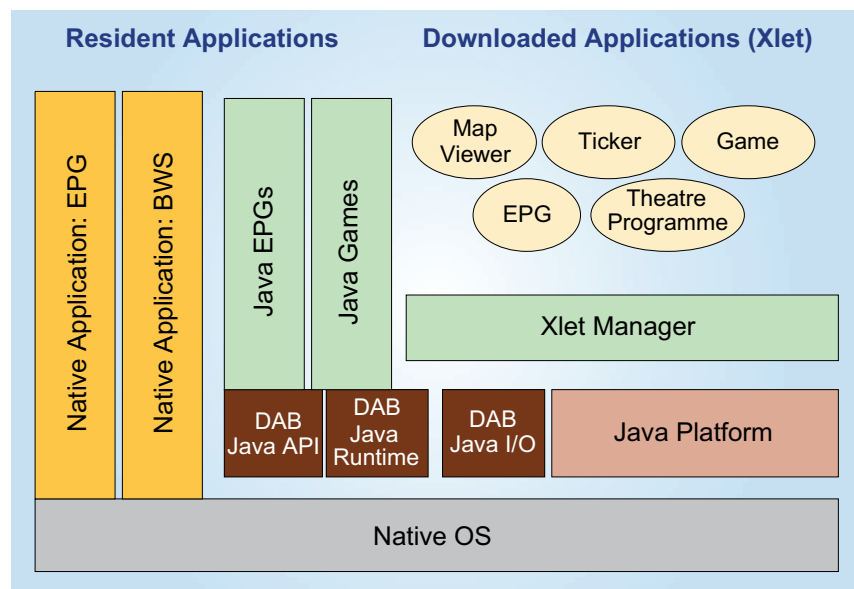 Resident Applications
Downloaded Applications (Xlet)
Native Application: EPG
Native Application: BWS
Java EPGs
Java Games
Map
Viewer
Ticker
Game
EPG
Theatre
Programme
Xlet Manager
DAB
Java API
DAB
Java
Runtime
DAB
Java I/O
Java Platform
Native OS